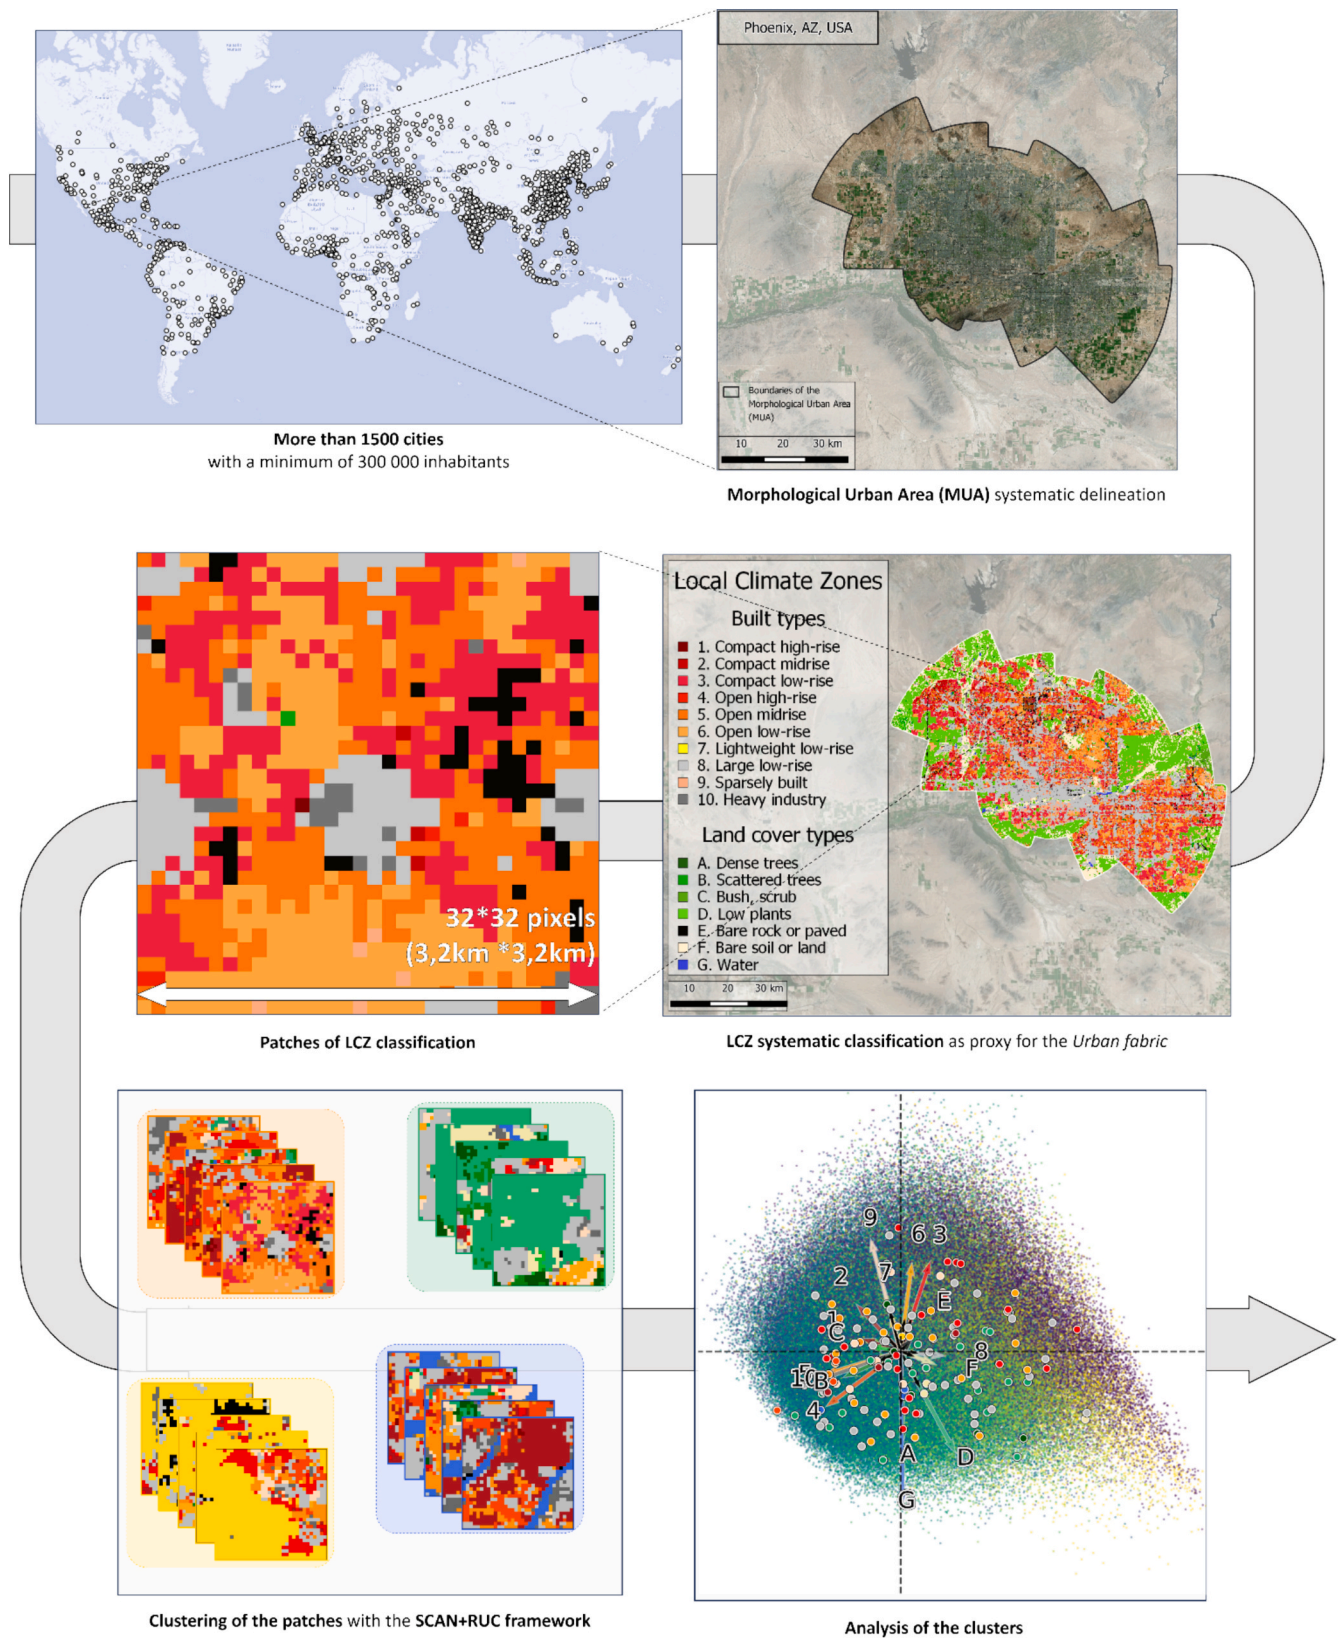 Phoenix, AZ, USA
Boundaries of the
Morphological Urban Area
(MUA)
10 20 30 km
More than 1500 cities
with a minimum of 300 000 inhabitants
Morphological Urban Area (MUA) systematic delineation
32*32 pixels
(3,2km *3,2km)
Local Climate Zones
Built types
1. Compact high-rise
2. Compact midrise
3. Compact low-rise
4. Open high-rise
5. Open midrise
6. Open low-rise
7. Lightweight low-rise
8. Large low-rise
9. Sparsely built
10. Heavy industry
Land cover types
A. Dense trees
B. Scattered trees
C. Bush, scrub
D. Low plants
E. Bare rock or paved
F. Bare soil or land
G. Water
10 20 30 km
Patches of LCZ classification
LCZ systematic classification as proxy for the Urban fabric
9 6 3
2 7
E
1
C
8
F
5
10 B
4
A D
G
Clustering of the patches with the SCAN+RUC framework
Analysis of the clusters